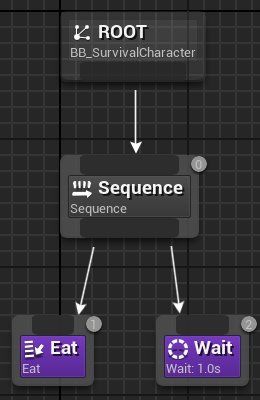 ROOT
BB_SurvivalCharacter
0
Sequence
Sequence
1
2
Eat
Wait
Eat
Wait: 1.0s